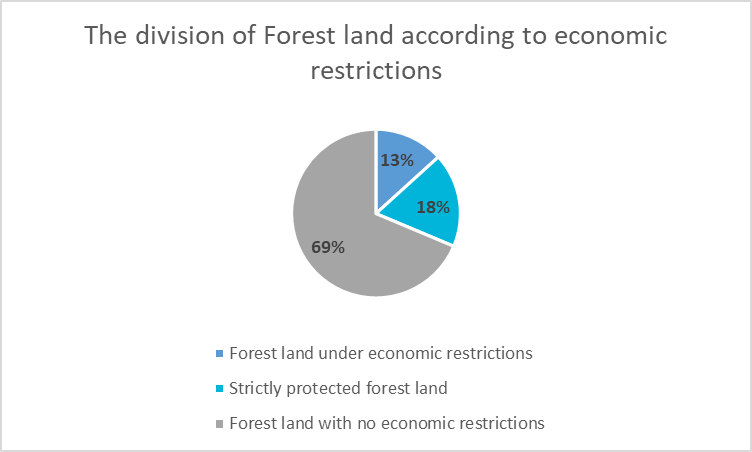 The division of Forest land according to economic
restrictions
13%
18%
69%
Forest land under economic restrictions
Strictly protected forest land
Forest land with no economic restrictions